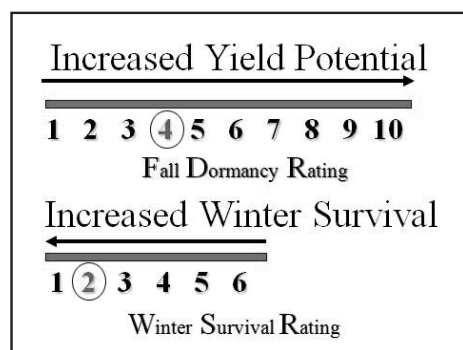 Increased Yield Potential
1 2 3 4 5 6 7 8 9 10
Fall Dormancy Rating
Increased Winter Survival
1 2 3 4 5 6
Winter Survival Rating